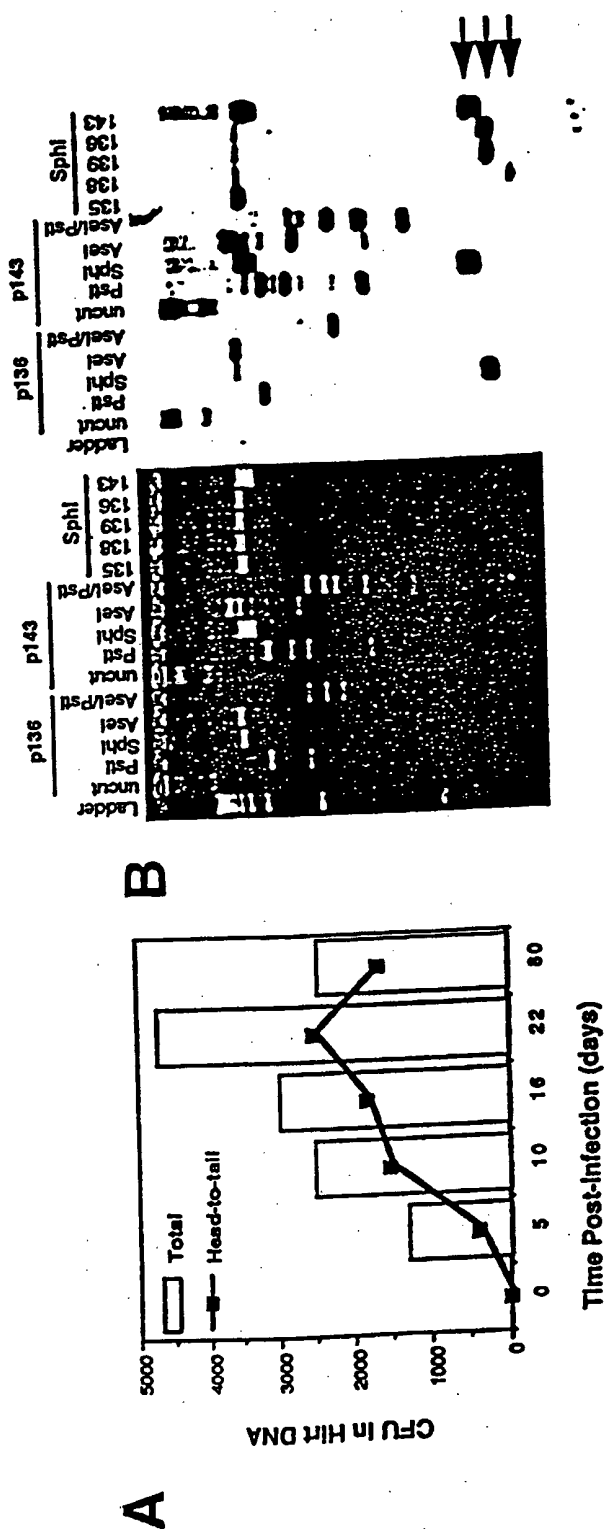 A
CFU in Hirt DNA
5000
4000
3000
2000
1000
0
Total
Head-to-tail
0 5 10 16 22 80
Time Post-Infection (days)
B
p136 p143 SphI
Ladder uncut PstI SphI AseI AseI/PstI uncut PstI SphI AseI AseI/PstI 135 138 139 136 143
p136 p143 SphI
Ladder uncut PstI SphI AseI AseI/PstI uncut PstI SphI AseI AseI/PstI 135 138 139 136 143